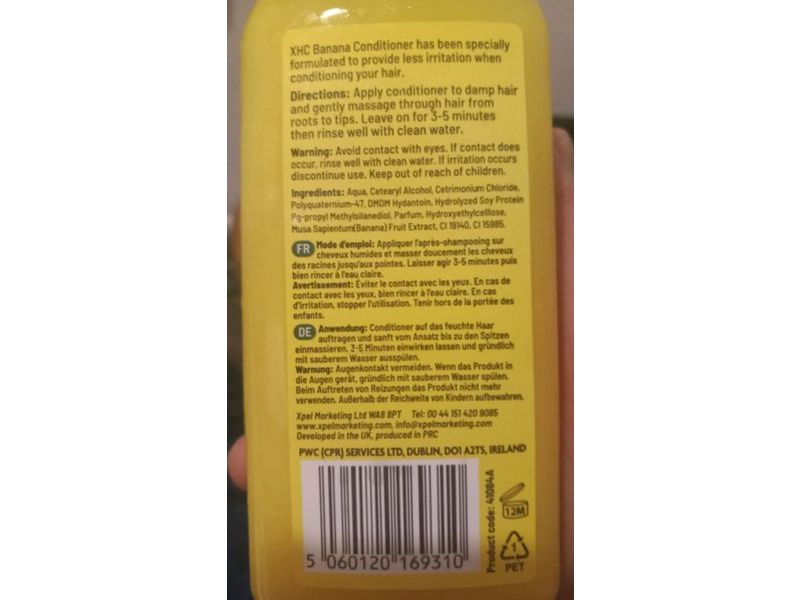 XHC Banana Conditioner has been specially
formulated to provide less irritation when
conditioning your hair.
Directions: Apply conditioner to damp hair
and gently massage through hair from
roots to tips. Leave on for 3-5 minutes
then rinse well with clean water.
Warning: Avoid contact with eyes. If contact does
occur, rinse well with clean water. If irritation occurs
discontinue use. Keep out of reach of children.
Ingredients: Aqua, Cetearyl Alcohol, Cetrimonium Chloride,
Polyquaternium-47, DMDM Hydantoin, Hydrolyzed Soy Protein
Pg-propyl Methylsilanediol, Parfum, Hydroxyethylcelllose,
Musa Sapientum(Banana) Fruit Extract, CI 19140, CI 15985.
FR Mode d'emploi: Appliquer l'après-shampooing sur
cheveux humides et masser doucement les cheveux
des racines jusqu'aux pointes. Laisser agir 3-5 minutes puis
bien rincer à l'eau claire.
Avertissement: Eviter le contact avec les yeux. En cas de
contact avec les yeux, bien rincer à l'eau claire. En cas
d'irritation, stopper l'utilisation. Tenir hors de la portée des
enfants.
DE Anwendung: Conditioner auf das feuchte Haar
auftragen und sanft vom Ansatz bis zu den Spitzen
einmassieren. 3-5 Minuten einwirken lassen und gründlich
mit sauberem Wasser ausspülen.
Warnung: Augenkontakt vermeiden. Wenn das Produkt in
die Augen gerät, gründlich mit sauberem Wasser spülen.
Beim Auftreten von Reizungen das Produkt nicht mehr
verwenden. Außerhalb der Reichweite von Kindern aufbewahren.
Xpel Marketing Ltd WA8 8PT Tel: 00 44 151 420 9085
www.xpelmarketing.com, info@xpelmarketing.com
Developed in the UK, produced in PRC
PWC (CPR) SERVICES LTD, DUBLIN, DO1 A2T5, IRELAND
5 060120 169310
Product code: 41084A
12M
1
PET